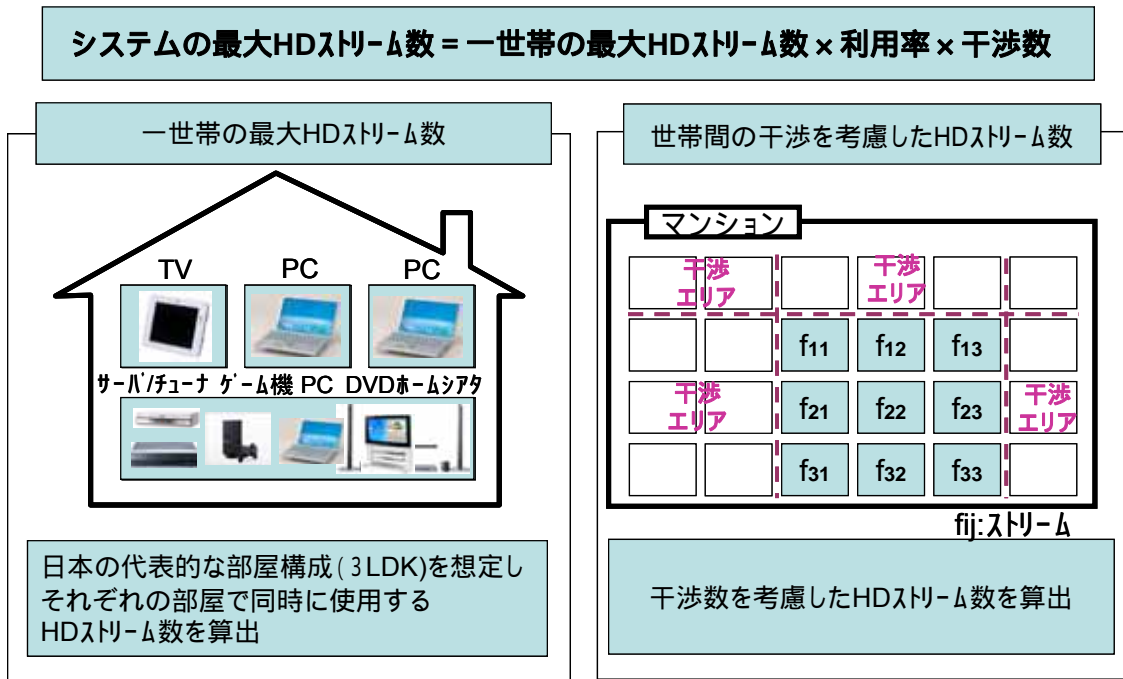 システムの最大HDｽﾄﾘｰﾑ数 = 一世帯の最大HDｽﾄﾘｰﾑ数 × 利用率 × 干渉数
一世帯の最大HDｽﾄﾘｰﾑ数
TV PC PC
ｻｰﾊﾞ/ﾁｭｰﾅ ｹﾞｰﾑ機 PC DVDﾎｰﾑｼｱﾀ
日本の代表的な部屋構成(３LDK)を想定し
それぞれの部屋で同時に使用する
HDｽﾄﾘｰﾑ数を算出
世帯間の干渉を考慮したHDｽﾄﾘｰﾑ数
マンション
干渉 干渉
エリア エリア
f11 f12 f13
干渉 干渉
エリア エリア
f21 f22 f23
f31 f32 f33
fij:ｽﾄﾘｰﾑ
干渉数を考慮したHDｽﾄﾘｰﾑ数を算出